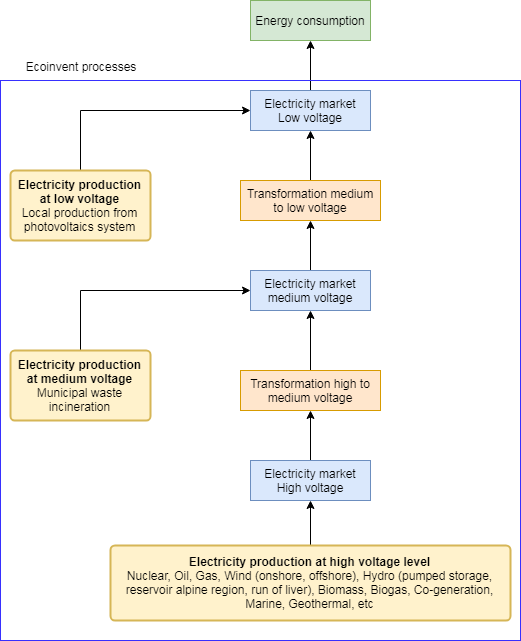 Energy consumption
Ecoinvent processes
Electricity market
Low voltage
Electricity production
at low voltage
Local production from
photovoltaics system
Transformation medium
to low voltage
Electricity market
medium voltage
Electricity production
at medium voltage
Municipal waste
incineration
Transformation high to
medium voltage
Electricity market
High voltage
Electricity production at high voltage level
Nuclear, Oil, Gas, Wind (onshore, offshore), Hydro (pumped storage,
reservoir alpine region, run of liver), Biomass, Biogas, Co-generation,
Marine, Geothermal, etc